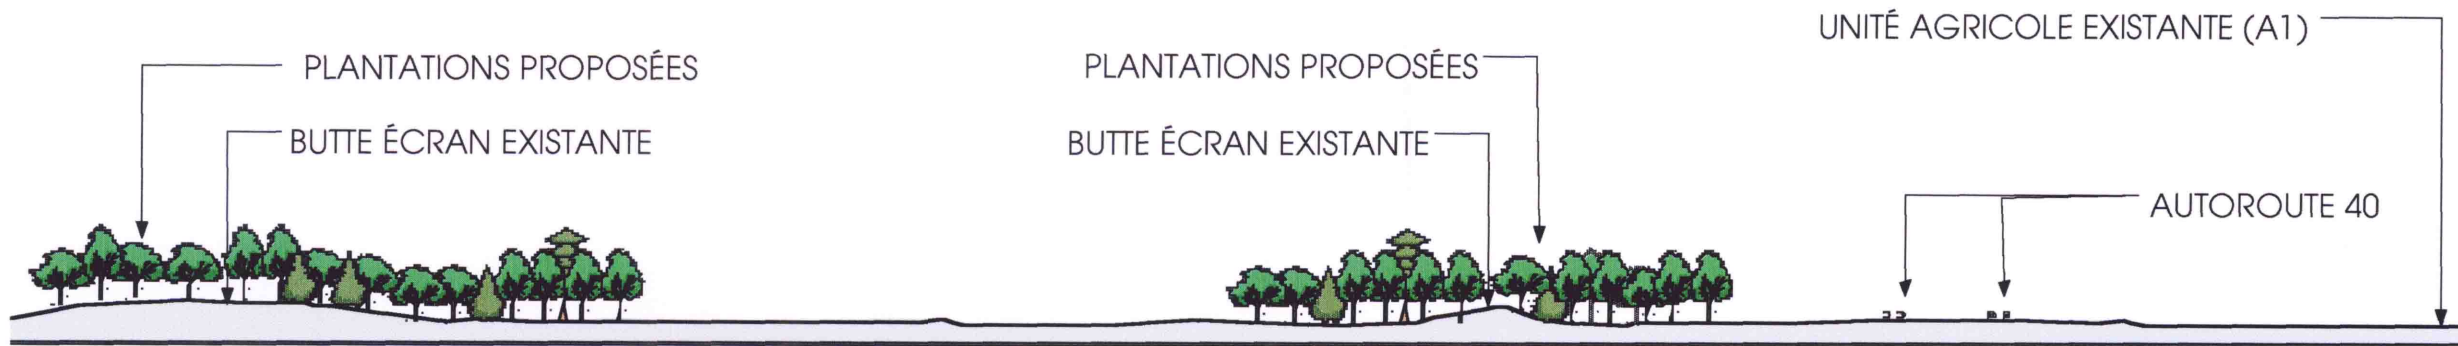 UNITÉ AGRICOLE EXISTANTE (A1)
PLANTATIONS PROPOSÉES
PLANTATIONS PROPOSÉES
BUTTE ÉCRAN EXISTANTE
BUTTE ÉCRAN EXISTANTE
AUTOROUTE 40